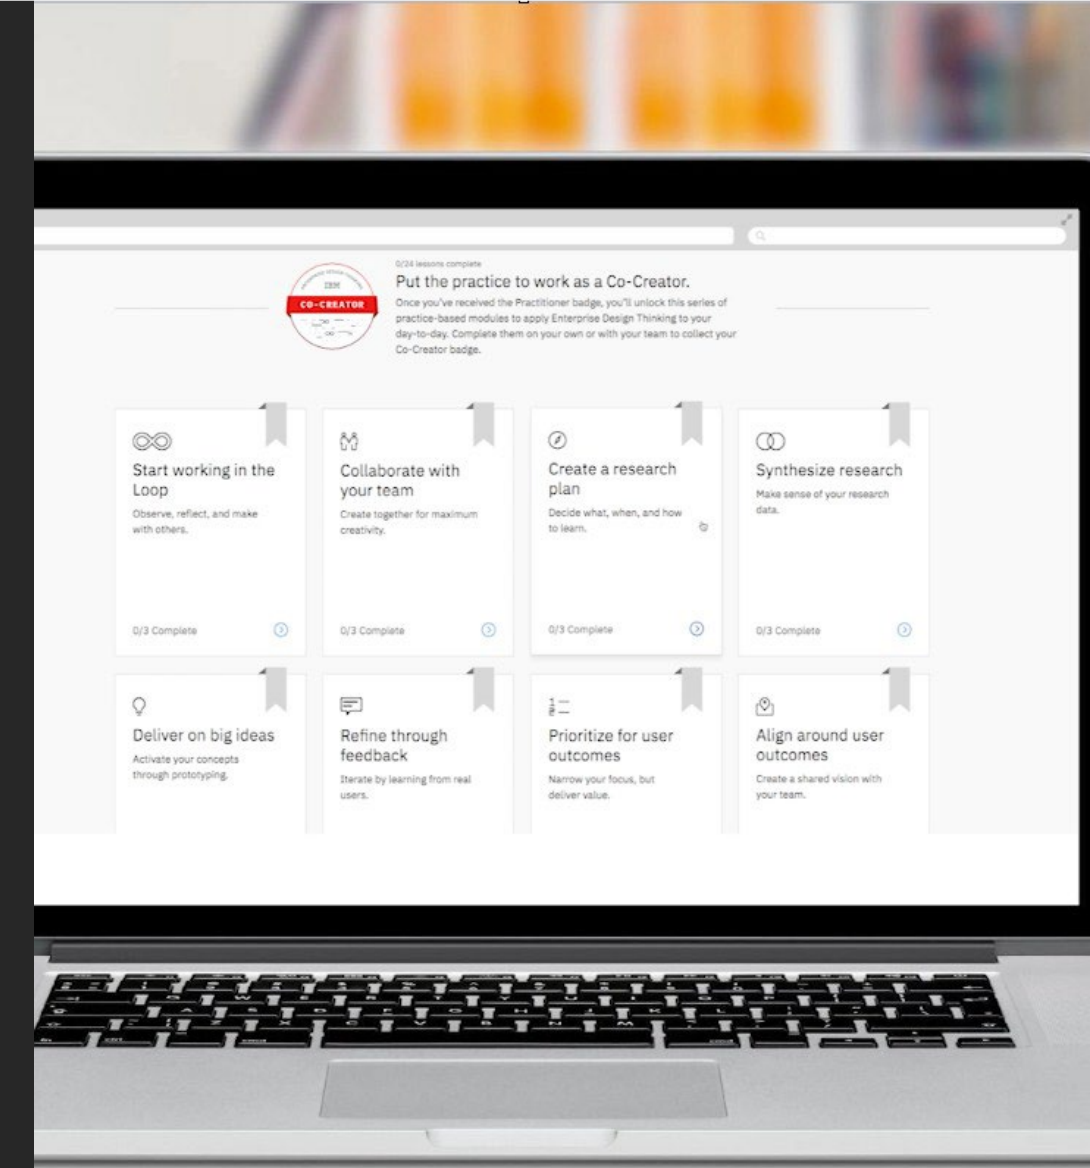 0/24 lessons complete
Put the practice to work as a Co-Creator.
Once you've received the Practitioner badge, you'll unlock this series of
practice-based modules to apply Enterprise Design Thinking to your
day-to-day. Complete them on your own or with your team to collect your
Co-Creator badge.
ENTERPRISE DESIGN THINKING
IBM
CO-CREATOR
Start working in the
Loop
Observe, reflect, and make
with others.
0/3 Complete
Collaborate with
your team
Create together for maximum
creativity.
0/3 Complete
Create a research
plan
Decide what, when, and how
to learn.
0/3 Complete
Synthesize research
Make sense of your research
data.
0/3 Complete
Deliver on big ideas
Activate your concepts
through prototyping.
Refine through
feedback
Iterate by learning from real
users.
Prioritize for user
outcomes
Narrow your focus, but
deliver value.
Align around user
outcomes
Create a shared vision with
your team.